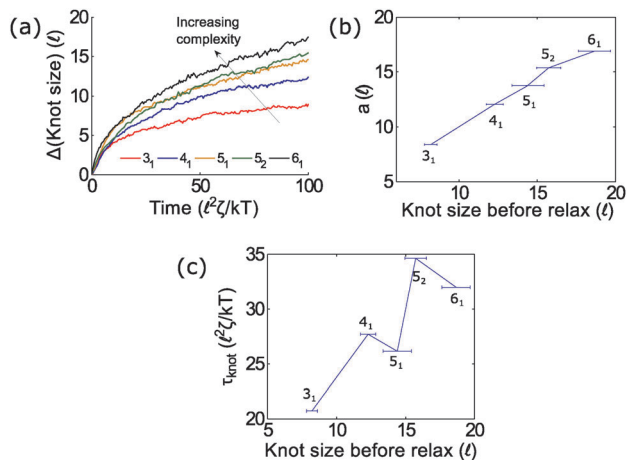 (a)
Increasing
complexity
Δ(Knot size) (ℓ)
20
15
10
5
0
3₁ 4₁ 5₁ 5₂ 6₁
0 50 100
Time (ℓ²ζ/kT)
(b)
a (ℓ)
20
15
10
5
3₁
4₁
5₁
5₂
6₁
10 15 20
Knot size before relax (ℓ)
(c)
τknot (ℓ²ζ/kT)
35
30
25
20
3₁
4₁
5₁
5₂
6₁
5 10 15 20
Knot size before relax (ℓ)